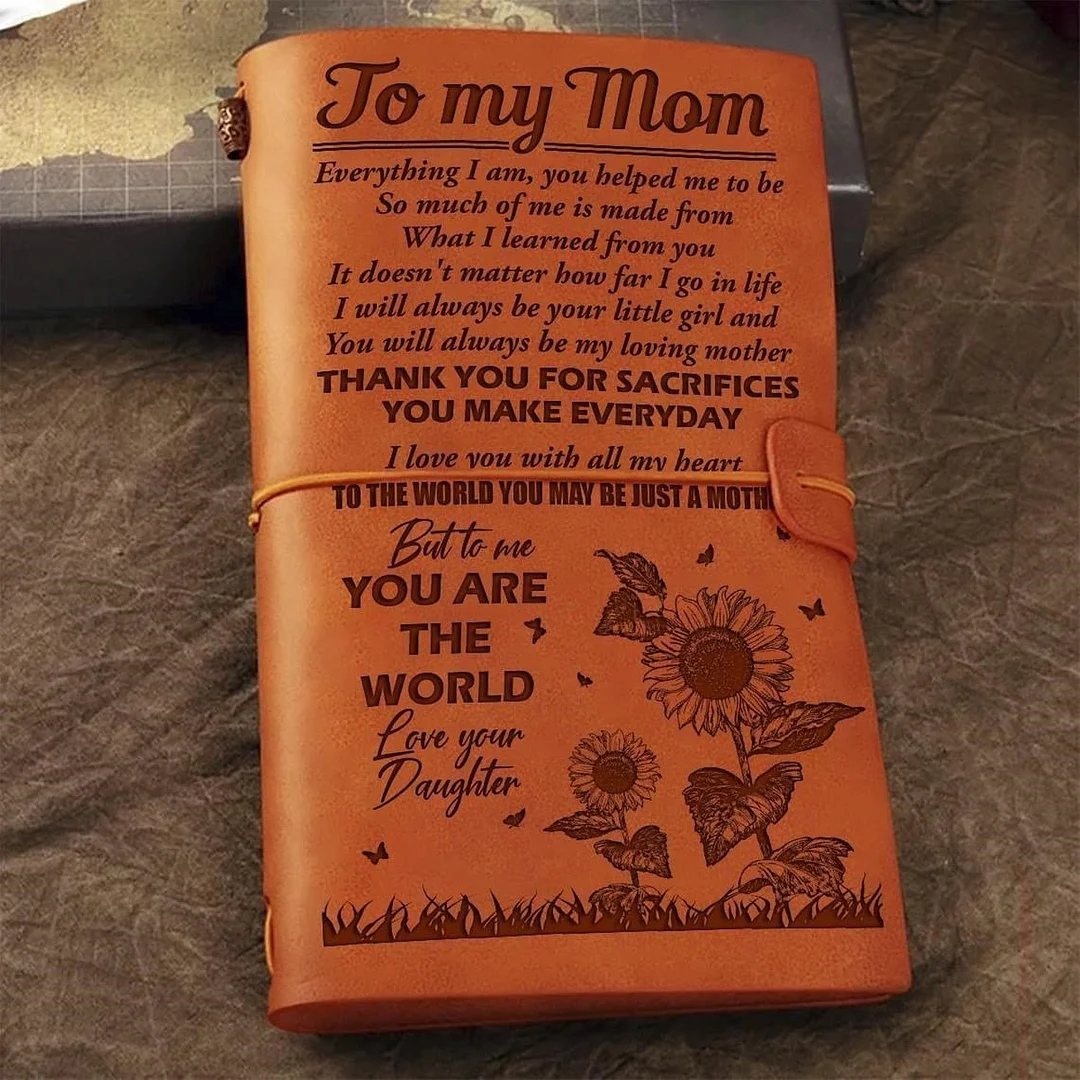 To my Mom
Everything I am, you helped me to be
So much of me is made from
What I learned from you
It doesn't matter how far I go in life
I will always be your little girl and
You will always be my loving mother
THANK YOU FOR SACRIFICES
YOU MAKE EVERYDAY
I love you with all my heart
TO THE WORLD YOU MAY BE JUST A MOTH
But to me
YOU ARE
THE
WORLD
Love your
Daughter